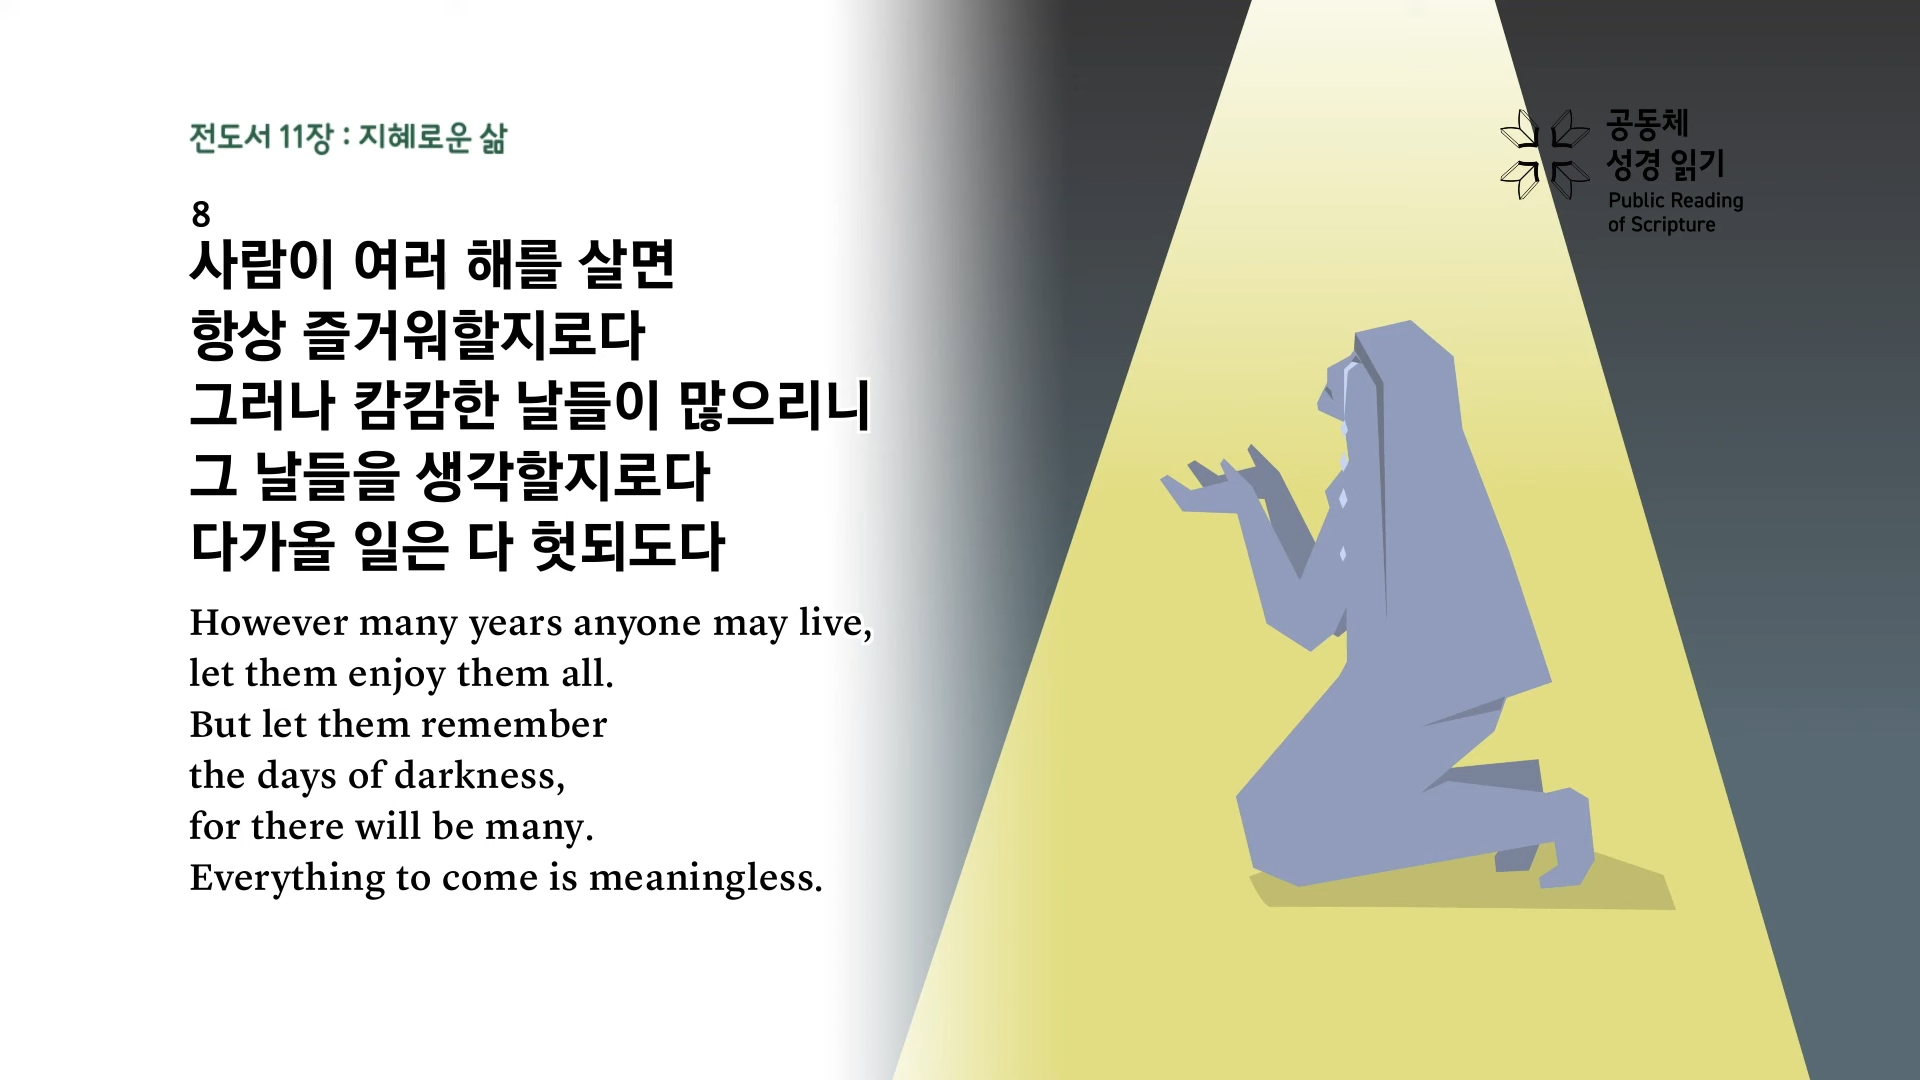 전도서 11장 : 지혜로운 삶
8
사람이 여러 해를 살면
항상 즐거워할지로다
그러나 캄캄한 날들이 많으리니
그 날들을 생각할지로다
다가올 일은 다 헛되도다
However many years anyone may live,
let them enjoy them all.
But let them remember
the days of darkness,
for there will be many.
Everything to come is meaningless.
공동체
성경 읽기
Public Reading
of Scripture